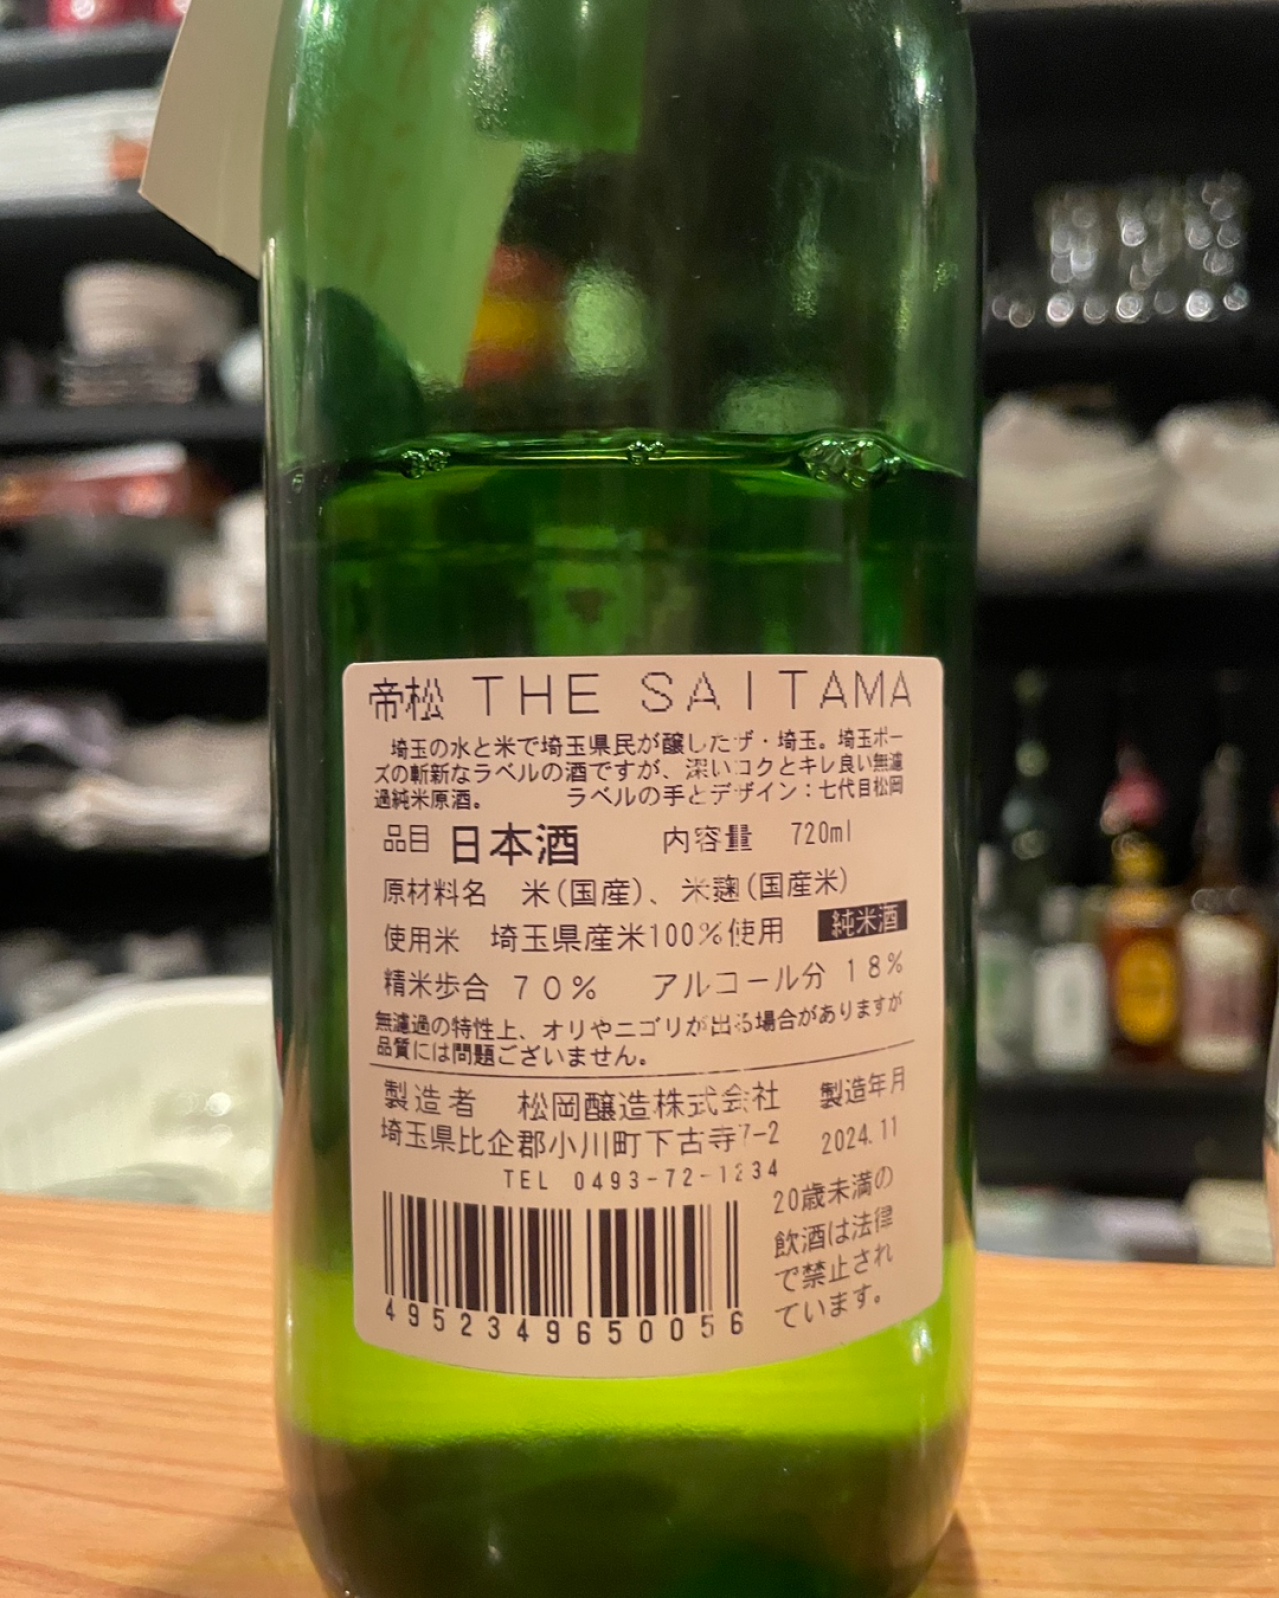 帝松 THE SAITAMA
埼玉の水と米で埼玉県民が醸したザ・埼玉。埼玉ポー
ズの斬新なラベルの酒ですが、深いコクとキレ良い無濾
過純米原酒。 ラベルの手とデザイン：七代目松岡
品目 日本酒 内容量 720ml
原材料名 米(国産)、米麹(国産米)
使用米 埼玉県産米100%使用 純米酒
精米歩合 70% アルコール分 18%
無濾過の特性上、オリやニゴリが出る場合がありますが
品質には問題ございません。
製造者 松岡醸造株式会社 製造年月
埼玉県比企郡小川町下古寺7-2 2024.11
TEL 0493-72-1234
20歳未満の
飲酒は法律
で禁止され
ています。
4952349650056